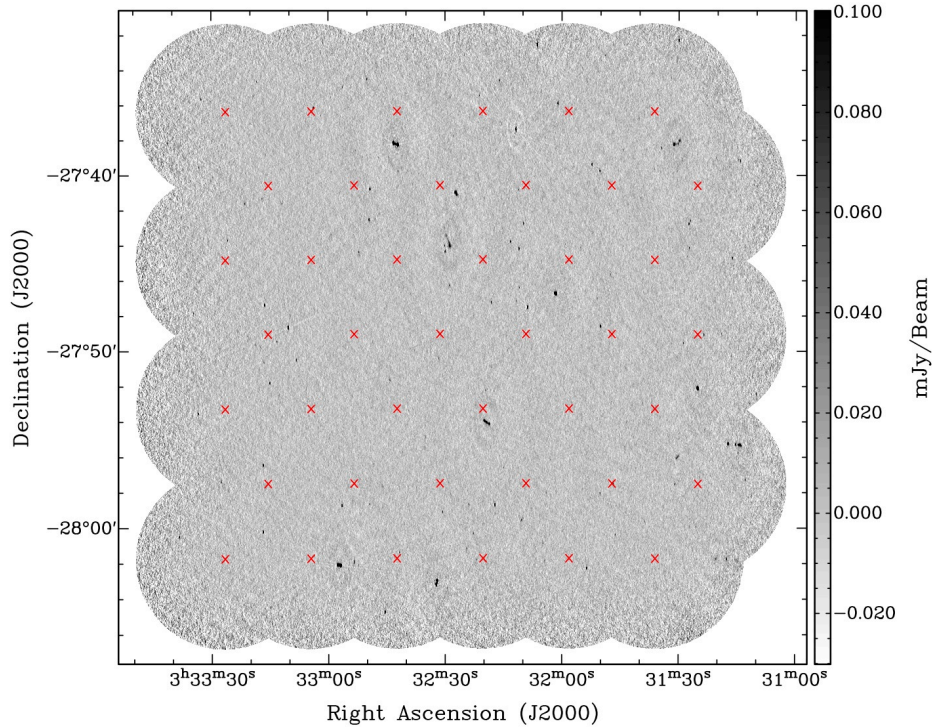 0.100
0.080
0.060
0.040
0.020
0.000
−0.020
mJy/Beam
−27°40′
−27°50′
−28°00′
Declination (J2000)
3ʰ33ᵐ30ˢ
33ᵐ00ˢ
32ᵐ30ˢ
32ᵐ00ˢ
31ᵐ30ˢ
31ᵐ00ˢ
Right Ascension (J2000)